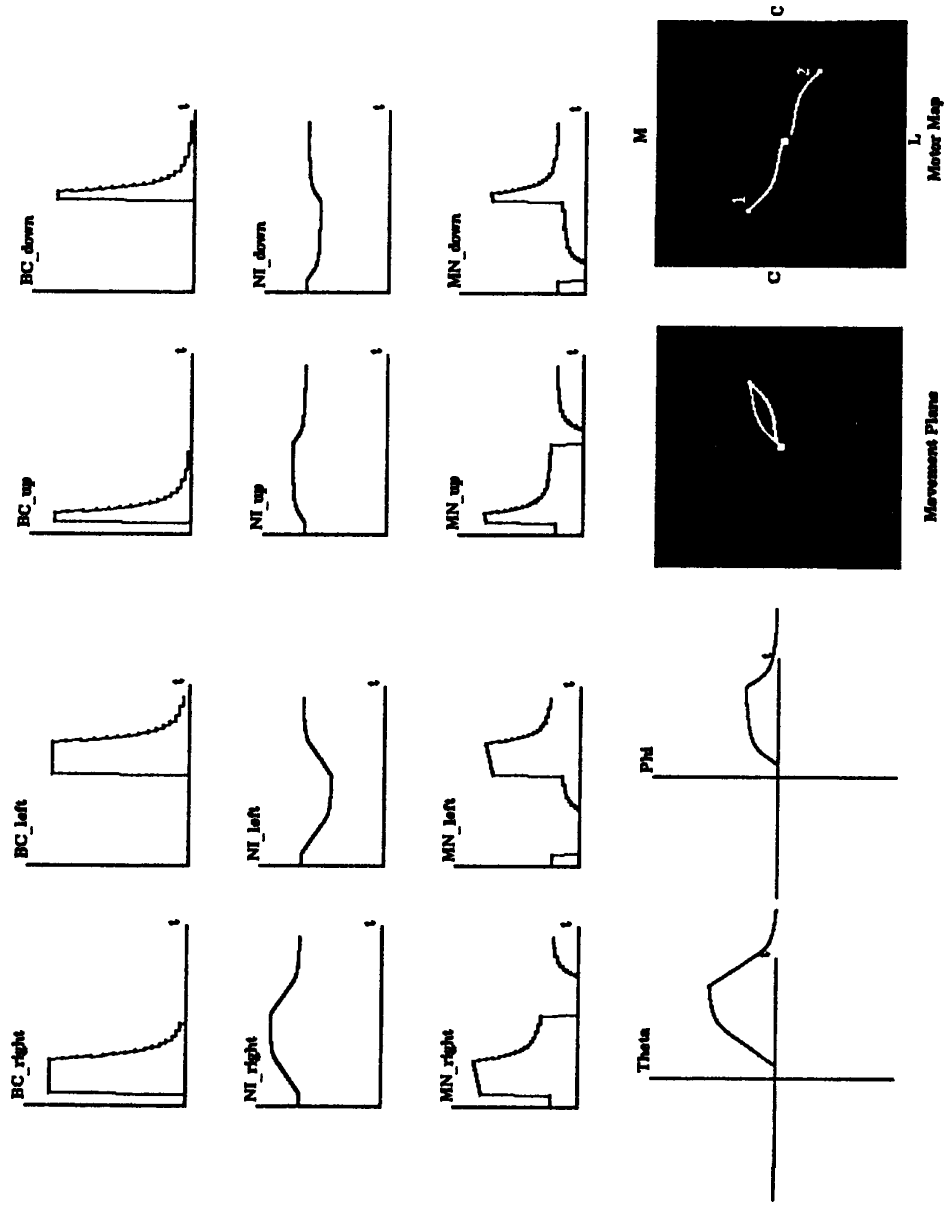 BC_right
t
BC_left
t
BC_up
t
BC_down
t
NI_right
t
NI_left
t
NI_up
t
NI_down
t
MN_right
t
MN_left
t
MN_up
t
MN_down
t
Theta
t
Phi
t
M
C
1
2
C
L
Movement Plane
Motor Map